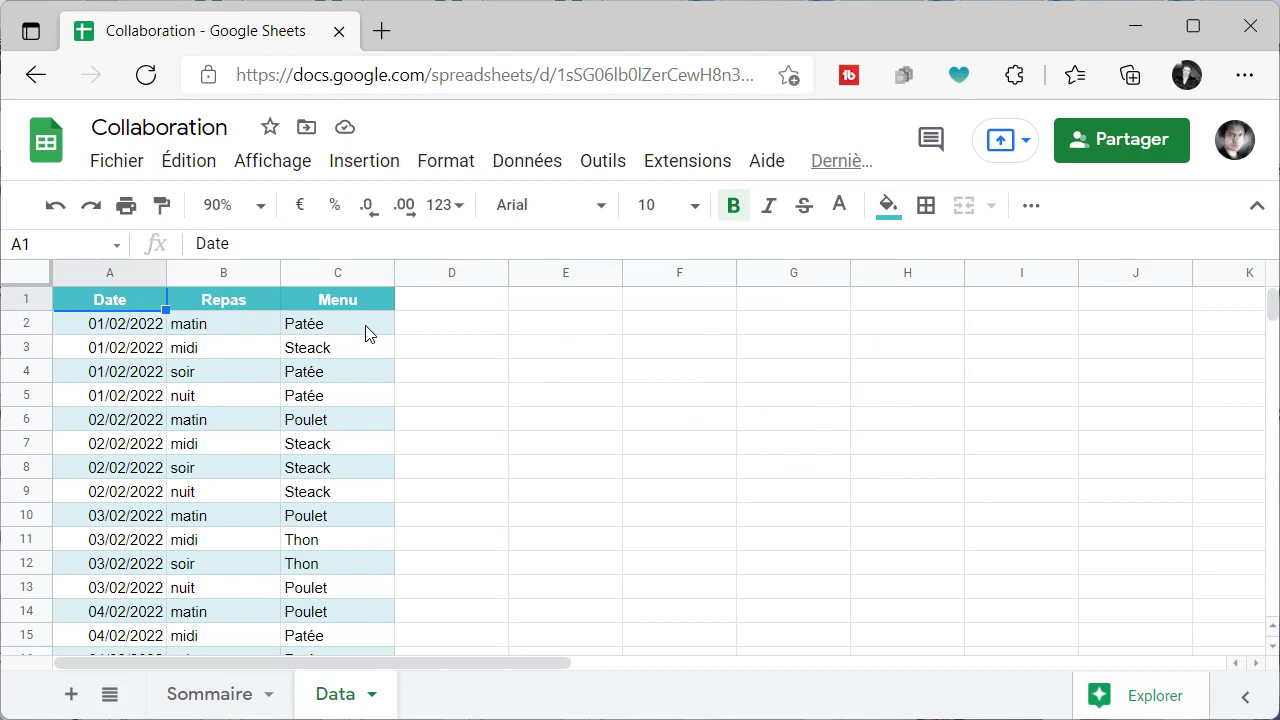 Collaboration - Google Sheets
https://docs.google.com/spreadsheets/d/1sSG06lb0lZerCewH8n3...
Collaboration
Fichier Édition Affichage Insertion Format Données Outils Extensions Aide Derniè...
Partager
90% € % .0 .00 123 Arial 10 B I S A
A1 fx Date
A B C D E F G H I J K
1 Date Repas Menu
2 01/02/2022 matin Patée
3 01/02/2022 midi Steack
4 01/02/2022 soir Patée
5 01/02/2022 nuit Patée
6 02/02/2022 matin Poulet
7 02/02/2022 midi Steack
8 02/02/2022 soir Steack
9 02/02/2022 nuit Steack
10 03/02/2022 matin Poulet
11 03/02/2022 midi Thon
12 03/02/2022 soir Thon
13 03/02/2022 nuit Poulet
14 04/02/2022 matin Poulet
15 04/02/2022 midi Patée
Sommaire Data Explorer